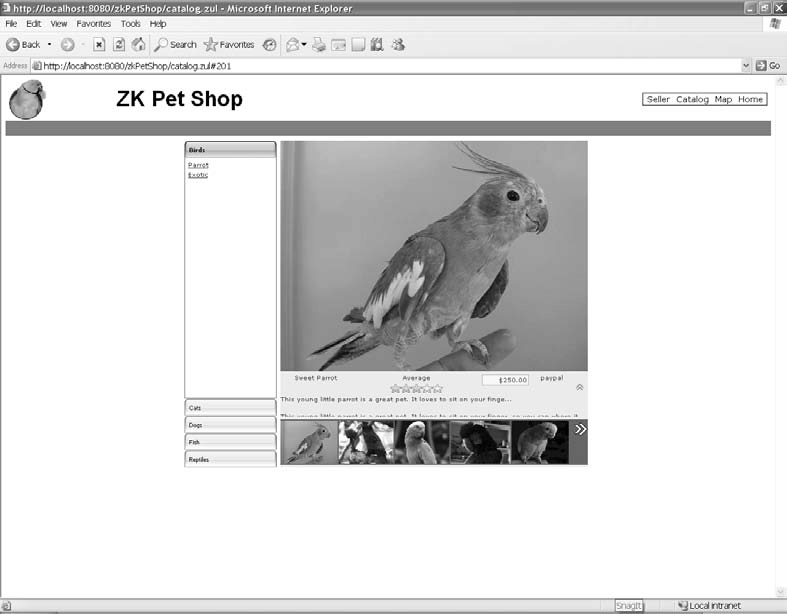 http://localhost:8080/zkPetShop/catalog.zul - Microsoft Internet Explorer
File Edit View Favorites Tools Help
Back Search Favorites
Address http://localhost:8080/zkPetShop/catalog.zul#201 Go
ZK Pet Shop
Seller Catalog Map Home
Birds
Parrot
Exotic
Sweet Parrot Average $250.00 paypal
This young little parrot is a great pet. It loves to sit on your finge...
This young little parrot is a great pet. It loves to sit on your finger, so you can where it
Cats
Dogs
Fish
Reptiles
SnagIt Local intranet